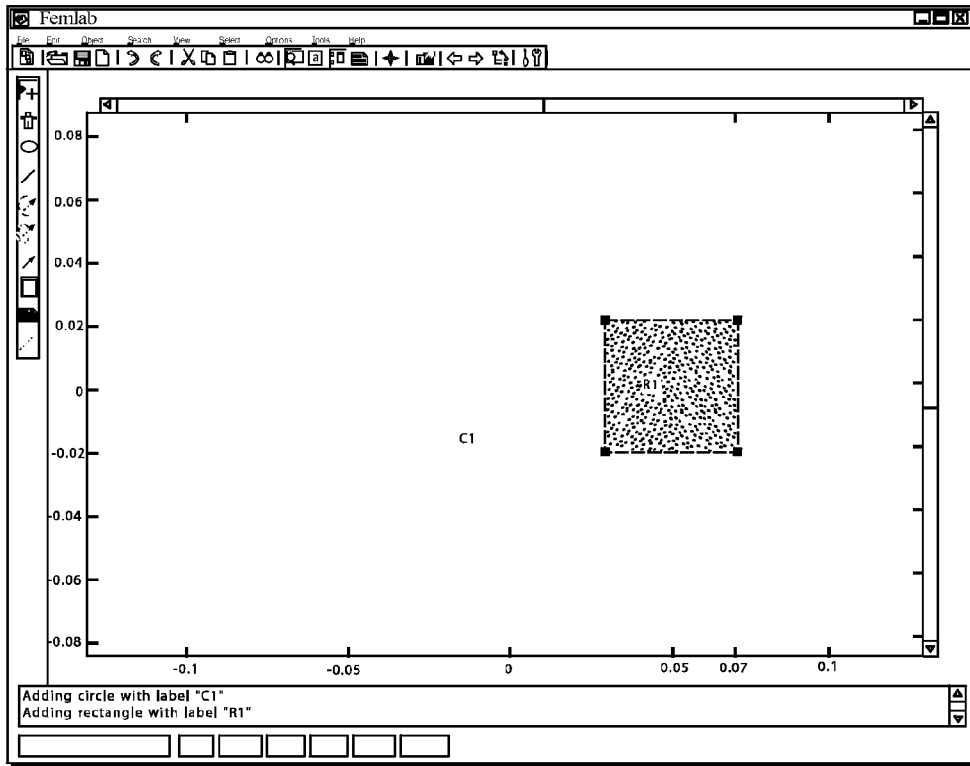 Femlab
File Edit Object Search View Select Options Tools Help
a
0.08
0.06
0.04
0.02
0
-0.02
-0.04
-0.06
-0.08
R1
C1
-0.1 -0.05 0 0.05 0.07 0.1
Adding circle with label "C1"
Adding rectangle with label "R1"